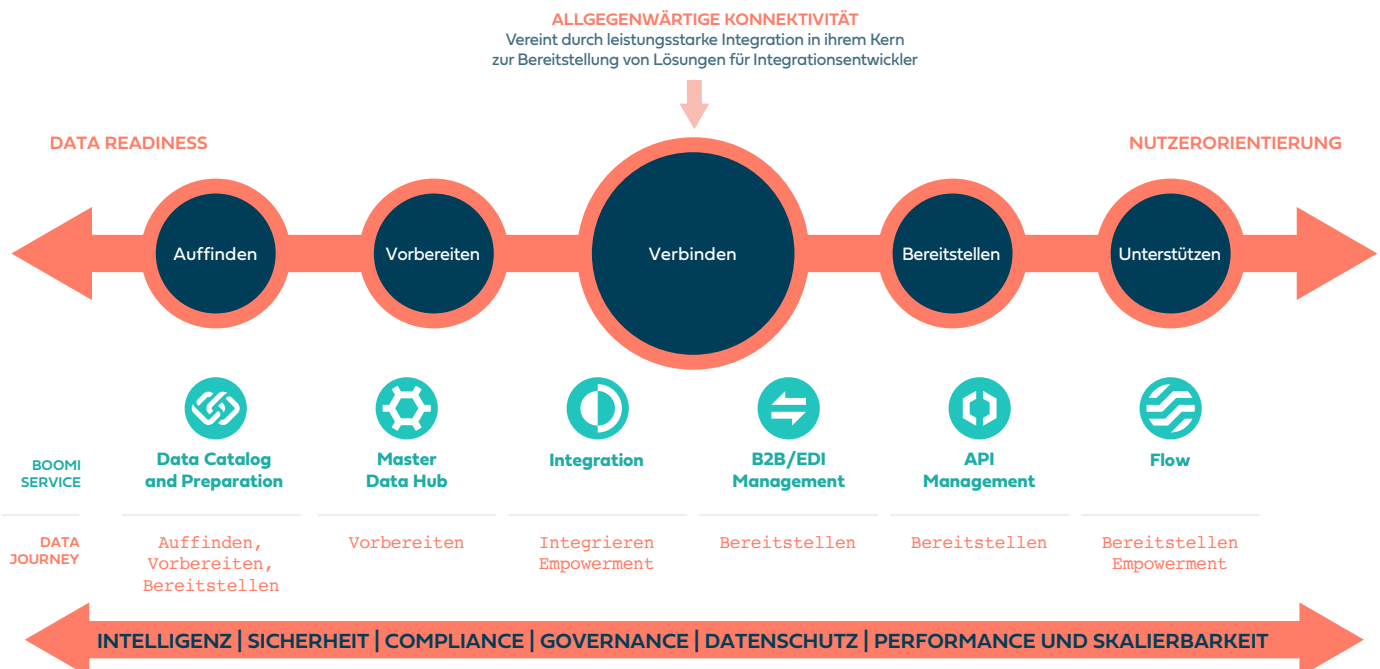 ALLGEGENWÄRTIGE KONNEKTIVITÄT
Vereint durch leistungsstarke Integration in ihrem Kern
zur Bereitstellung von Lösungen für Integrationsentwickler
DATA READINESS
NUTZERORIENTIERUNG
Auffinden
Vorbereiten
Verbinden
Bereitstellen
Unterstützen
BOOMI
SERVICE
Data Catalog
and Preparation
Master
Data Hub
Integration
B2B/EDI
Management
API
Management
Flow
DATA
JOURNEY
Auffinden,
Vorbereiten,
Bereitstellen
Vorbereiten
Integrieren
Empowerment
Bereitstellen
Bereitstellen
Bereitstellen
Empowerment
INTELLIGENZ | SICHERHEIT | COMPLIANCE | GOVERNANCE | DATENSCHUTZ | PERFORMANCE UND SKALIERBARKEIT